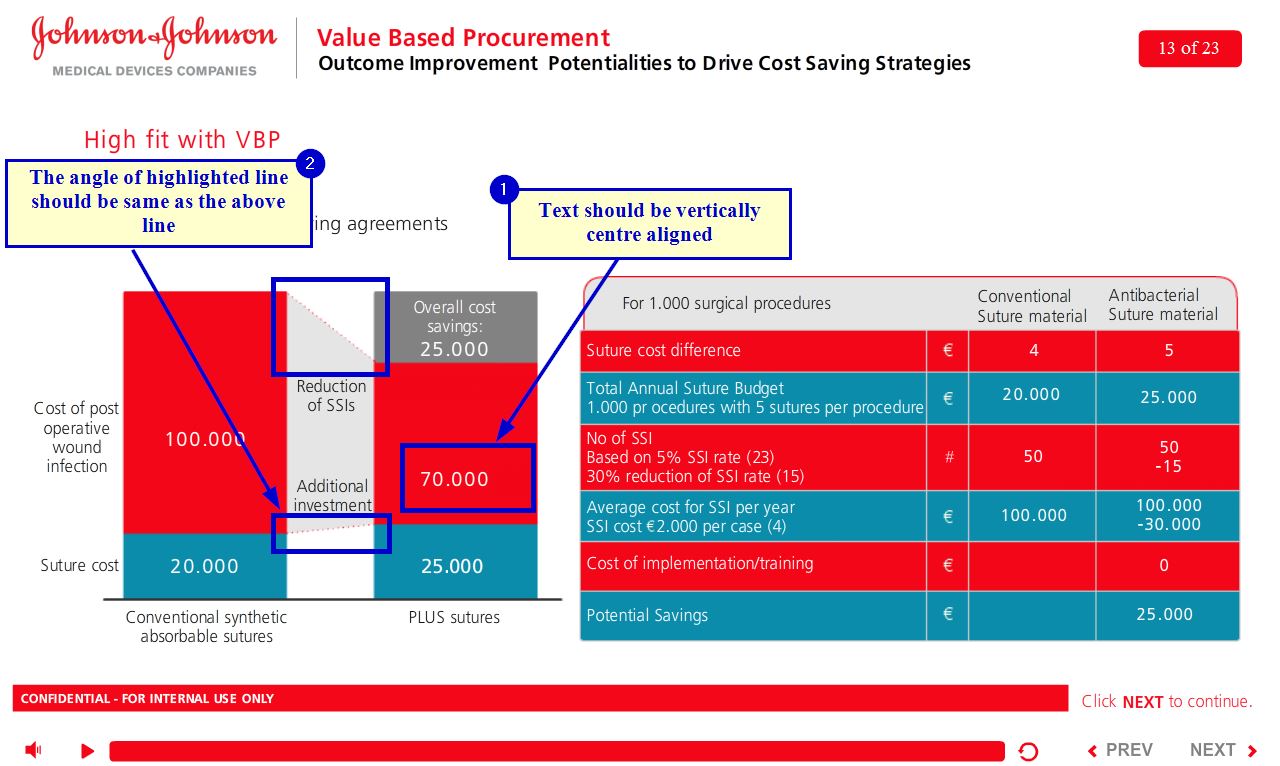 Johnson & Johnson
MEDICAL DEVICES COMPANIES
Value Based Procurement
Outcome Improvement Potentialities to Drive Cost Saving Strategies
13 of 23
High fit with VBP
2
The angle of highlighted line
should be same as the above
line
ring agreements
1
Text should be vertically
centre aligned
Overall cost
savings:
25.000
Reduction
of SSIs
Cost of post
operative
wound
infection
100.000
70.000
Additional
investment
Suture cost
20.000
25.000
Conventional synthetic
absorbable sutures
PLUS sutures
For 1.000 surgical procedures
Conventional
Suture material
Antibacterial
Suture material
Suture cost difference € 4 5
Total Annual Suture Budget
1.000 pr ocedures with 5 sutures per procedure
€ 20.000 25.000
No of SSI
Based on 5% SSI rate (23)
30% reduction of SSI rate (15)
# 50
50
-15
Average cost for SSI per year
SSI cost €2.000 per case (4)
€ 100.000
100.000
-30.000
Cost of implementation/training € 0
Potential Savings € 25.000
CONFIDENTIAL - FOR INTERNAL USE ONLY
Click NEXT to continue.
PREV NEXT